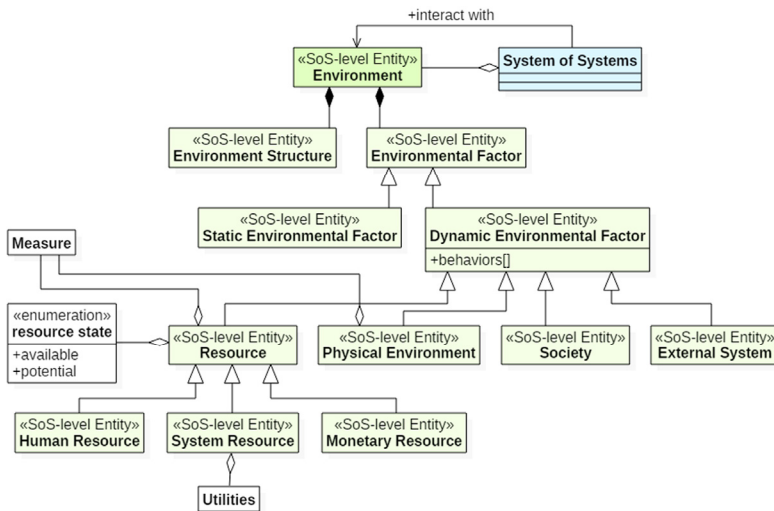 +interact with
«SoS-level Entity»
Environment
System of Systems
«SoS-level Entity»
Environment Structure
«SoS-level Entity»
Environmental Factor
«SoS-level Entity»
Static Environmental Factor
«SoS-level Entity»
Dynamic Environmental Factor
+behaviors[]
Measure
«enumeration»
resource state
+available
+potential
«SoS-level Entity»
Resource
«SoS-level Entity»
Physical Environment
«SoS-level Entity»
Society
«SoS-level Entity»
External System
«SoS-level Entity»
Human Resource
«SoS-level Entity»
System Resource
«SoS-level Entity»
Monetary Resource
Utilities